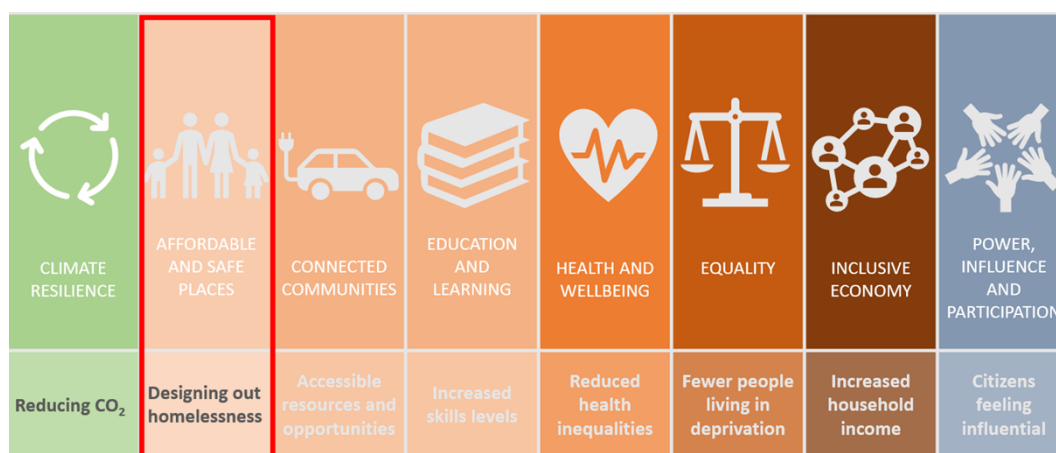 CLIMATE
RESILIENCE
AFFORDABLE
AND SAFE
PLACES
CONNECTED
COMMUNITIES
EDUCATION
AND
LEARNING
HEALTH AND
WELLBEING
EQUALITY
INCLUSIVE
ECONOMY
POWER,
INFLUENCE
AND
PARTICIPATION
Reducing CO₂
Designing out
homelessness
Accessible
resources and
opportunities
Increased
skills levels
Reduced
health
inequalities
Fewer people
living in
deprivation
Increased
household
income
Citizens
feeling
influential